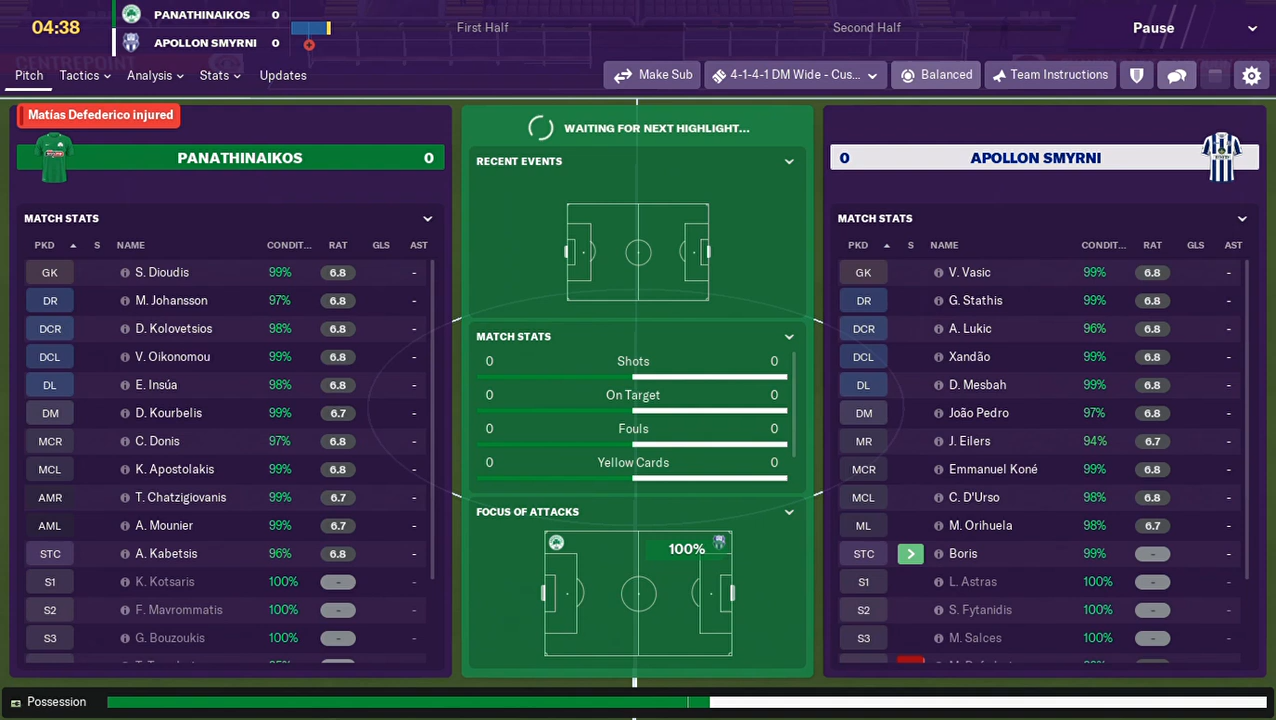 04:38
PANATHINAIKOS 0
APOLLON SMYRNI 0
First Half
Second Half
Pause
Pitch Tactics Analysis Stats Updates
Make Sub
4-1-4-1 DM Wide - Cus...
Balanced
Team Instructions
Matías Defederico injured
PANATHINAIKOS 0
MATCH STATS
PKD S NAME CONDIT... RAT GLS AST
GK S. Dioudis 99% 6.8 -
DR M. Johansson 97% 6.8 -
DCR D. Kolovetsios 98% 6.8 -
DCL V. Oikonomou 99% 6.8 -
DL E. Insúa 98% 6.8 -
DM D. Kourbelis 99% 6.7 -
MCR C. Donis 97% 6.8 -
MCL K. Apostolakis 99% 6.8 -
AMR T. Chatzigiovanis 99% 6.7 -
AML A. Mounier 99% 6.7 -
STC A. Kabetsis 96% 6.8 -
S1 K. Kotsaris 100% - -
S2 F. Mavrommatis 100% - -
S3 G. Bouzoukis 100% - -
WAITING FOR NEXT HIGHLIGHT...
RECENT EVENTS
MATCH STATS
0 Shots 0
0 On Target 0
0 Fouls 0
0 Yellow Cards 0
FOCUS OF ATTACKS
100%
0 APOLLON SMYRNI
MATCH STATS
PKD S NAME CONDIT... RAT GLS AST
GK V. Vasic 99% 6.8 -
DR G. Stathis 99% 6.8 -
DCR A. Lukic 96% 6.8 -
DCL Xandão 99% 6.8 -
DL D. Mesbah 99% 6.8 -
DM João Pedro 97% 6.8 -
MR J. Eilers 94% 6.7 -
MCR Emmanuel Koné 99% 6.8 -
MCL C. D'Urso 98% 6.8 -
ML M. Orihuela 98% 6.7 -
STC Boris 99% - -
S1 L. Astras 100% - -
S2 S. Fytanidis 100% - -
S3 M. Salces 100% - -
Possession